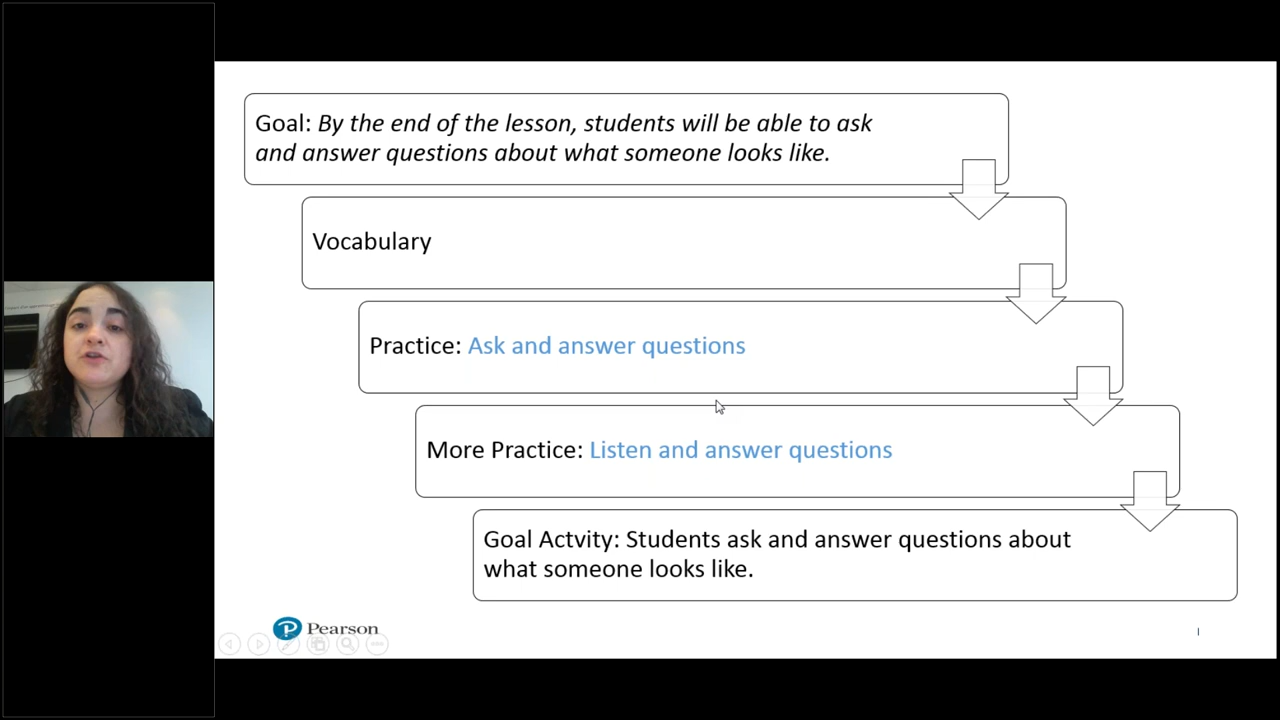 Goal: By the end of the lesson, students will be able to ask
and answer questions about what someone looks like.
Vocabulary
Practice: Ask and answer questions
More Practice: Listen and answer questions
Goal Actvity: Students ask and answer questions about
what someone looks like.
P Pearson